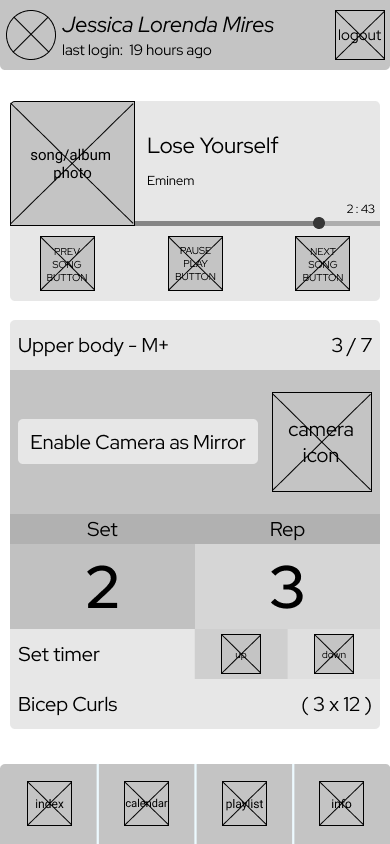 Jessica Lorenda Mires
last login: 19 hours ago
logout
song/album
photo
Lose Yourself
Eminem
2:43
PREV
SONG
BUTTON
PAUSE
PLAY
BUTTON
NEXT
SONG
BUTTON
Upper body - M+
3 / 7
Enable Camera as Mirror
camera
icon
Set
Rep
2
3
Set timer
up
down
Bicep Curls
( 3 x 12 )
index
calendar
playlist
info